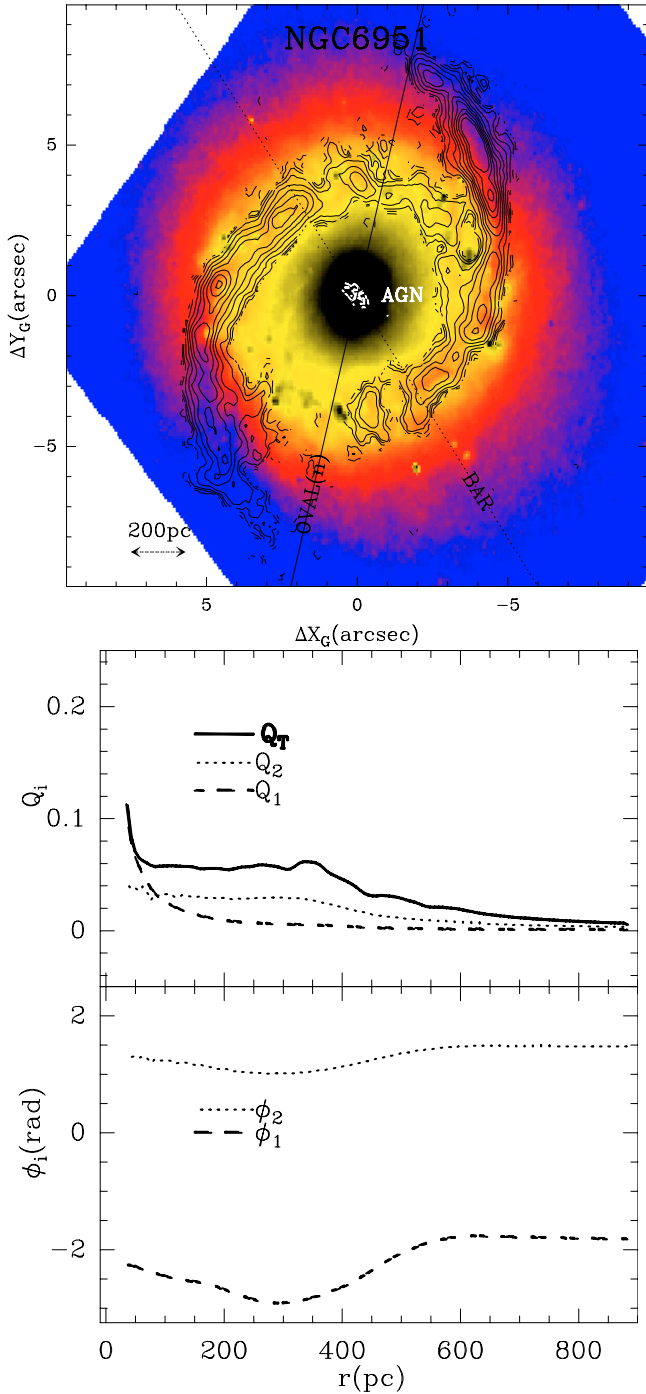 NGC6951
5
0
-5
ΔY_G(arcsec)
AGN
OVAL(n)
BAR
200pc
5
0
-5
ΔX_G(arcsec)
0.2
0.1
0
Q_i
Q_T
Q_2
Q_1
2
0
-2
ϕ_i(rad)
ϕ_2
ϕ_1
0
200
400
600
800
r(pc)